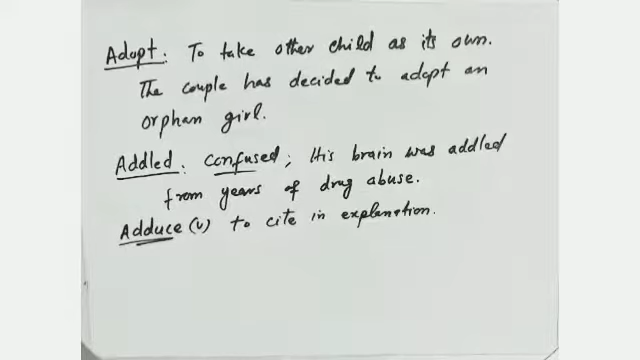 Adopt: To take other child as its own.
The couple has decided to adopt an
orphan girl.
Addled: Confused; His brain was addled
from years of drug abuse.
Adduce (v) to cite in explanation.